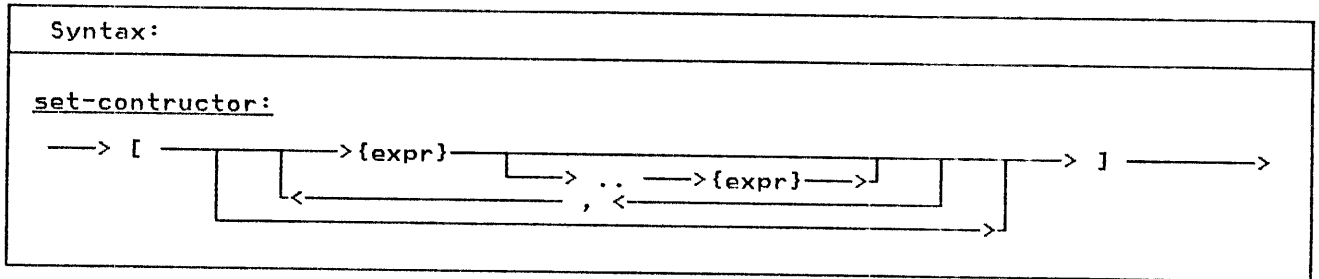 Syntax:
set-contructor:
——> [ ————>{expr}————————> ] ————>
——> .. ——>{expr}——>
<———— , <————
————>